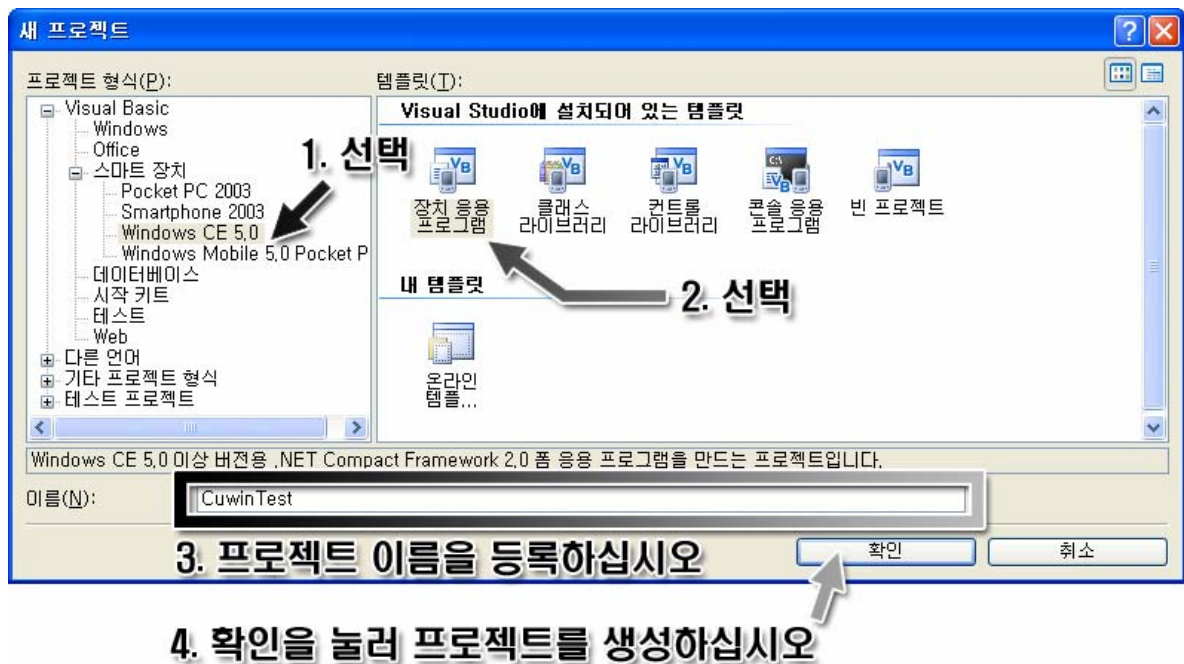 새 프로젝트
프로젝트 형식(P):
템플릿(T):
Visual Basic
Windows
Office
스마트 장치
Pocket PC 2003
Smartphone 2003
Windows CE 5,0
Windows Mobile 5,0 Pocket P
데이터베이스
시작 키트
테스트
Web
다른 언어
기타 프로젝트 형식
테스트 프로젝트
1. 선택
Visual Studio에 설치되어 있는 템플릿
장치 응용
프로그램
클래스
라이브러리
컨트롤
라이브러리
콘솔 응용
프로그램
빈 프로젝트
2. 선택
내 템플릿
온라인
템플...
Windows CE 5,0 이상 버전용 ,NET Compact Framework 2,0 폼 응용 프로그램을 만드는 프로젝트입니다,
이름(N):
CuwinTest
3. 프로젝트 이름을 등록하십시오
확인
취소
4. 확인을 눌러 프로젝트를 생성하십시오